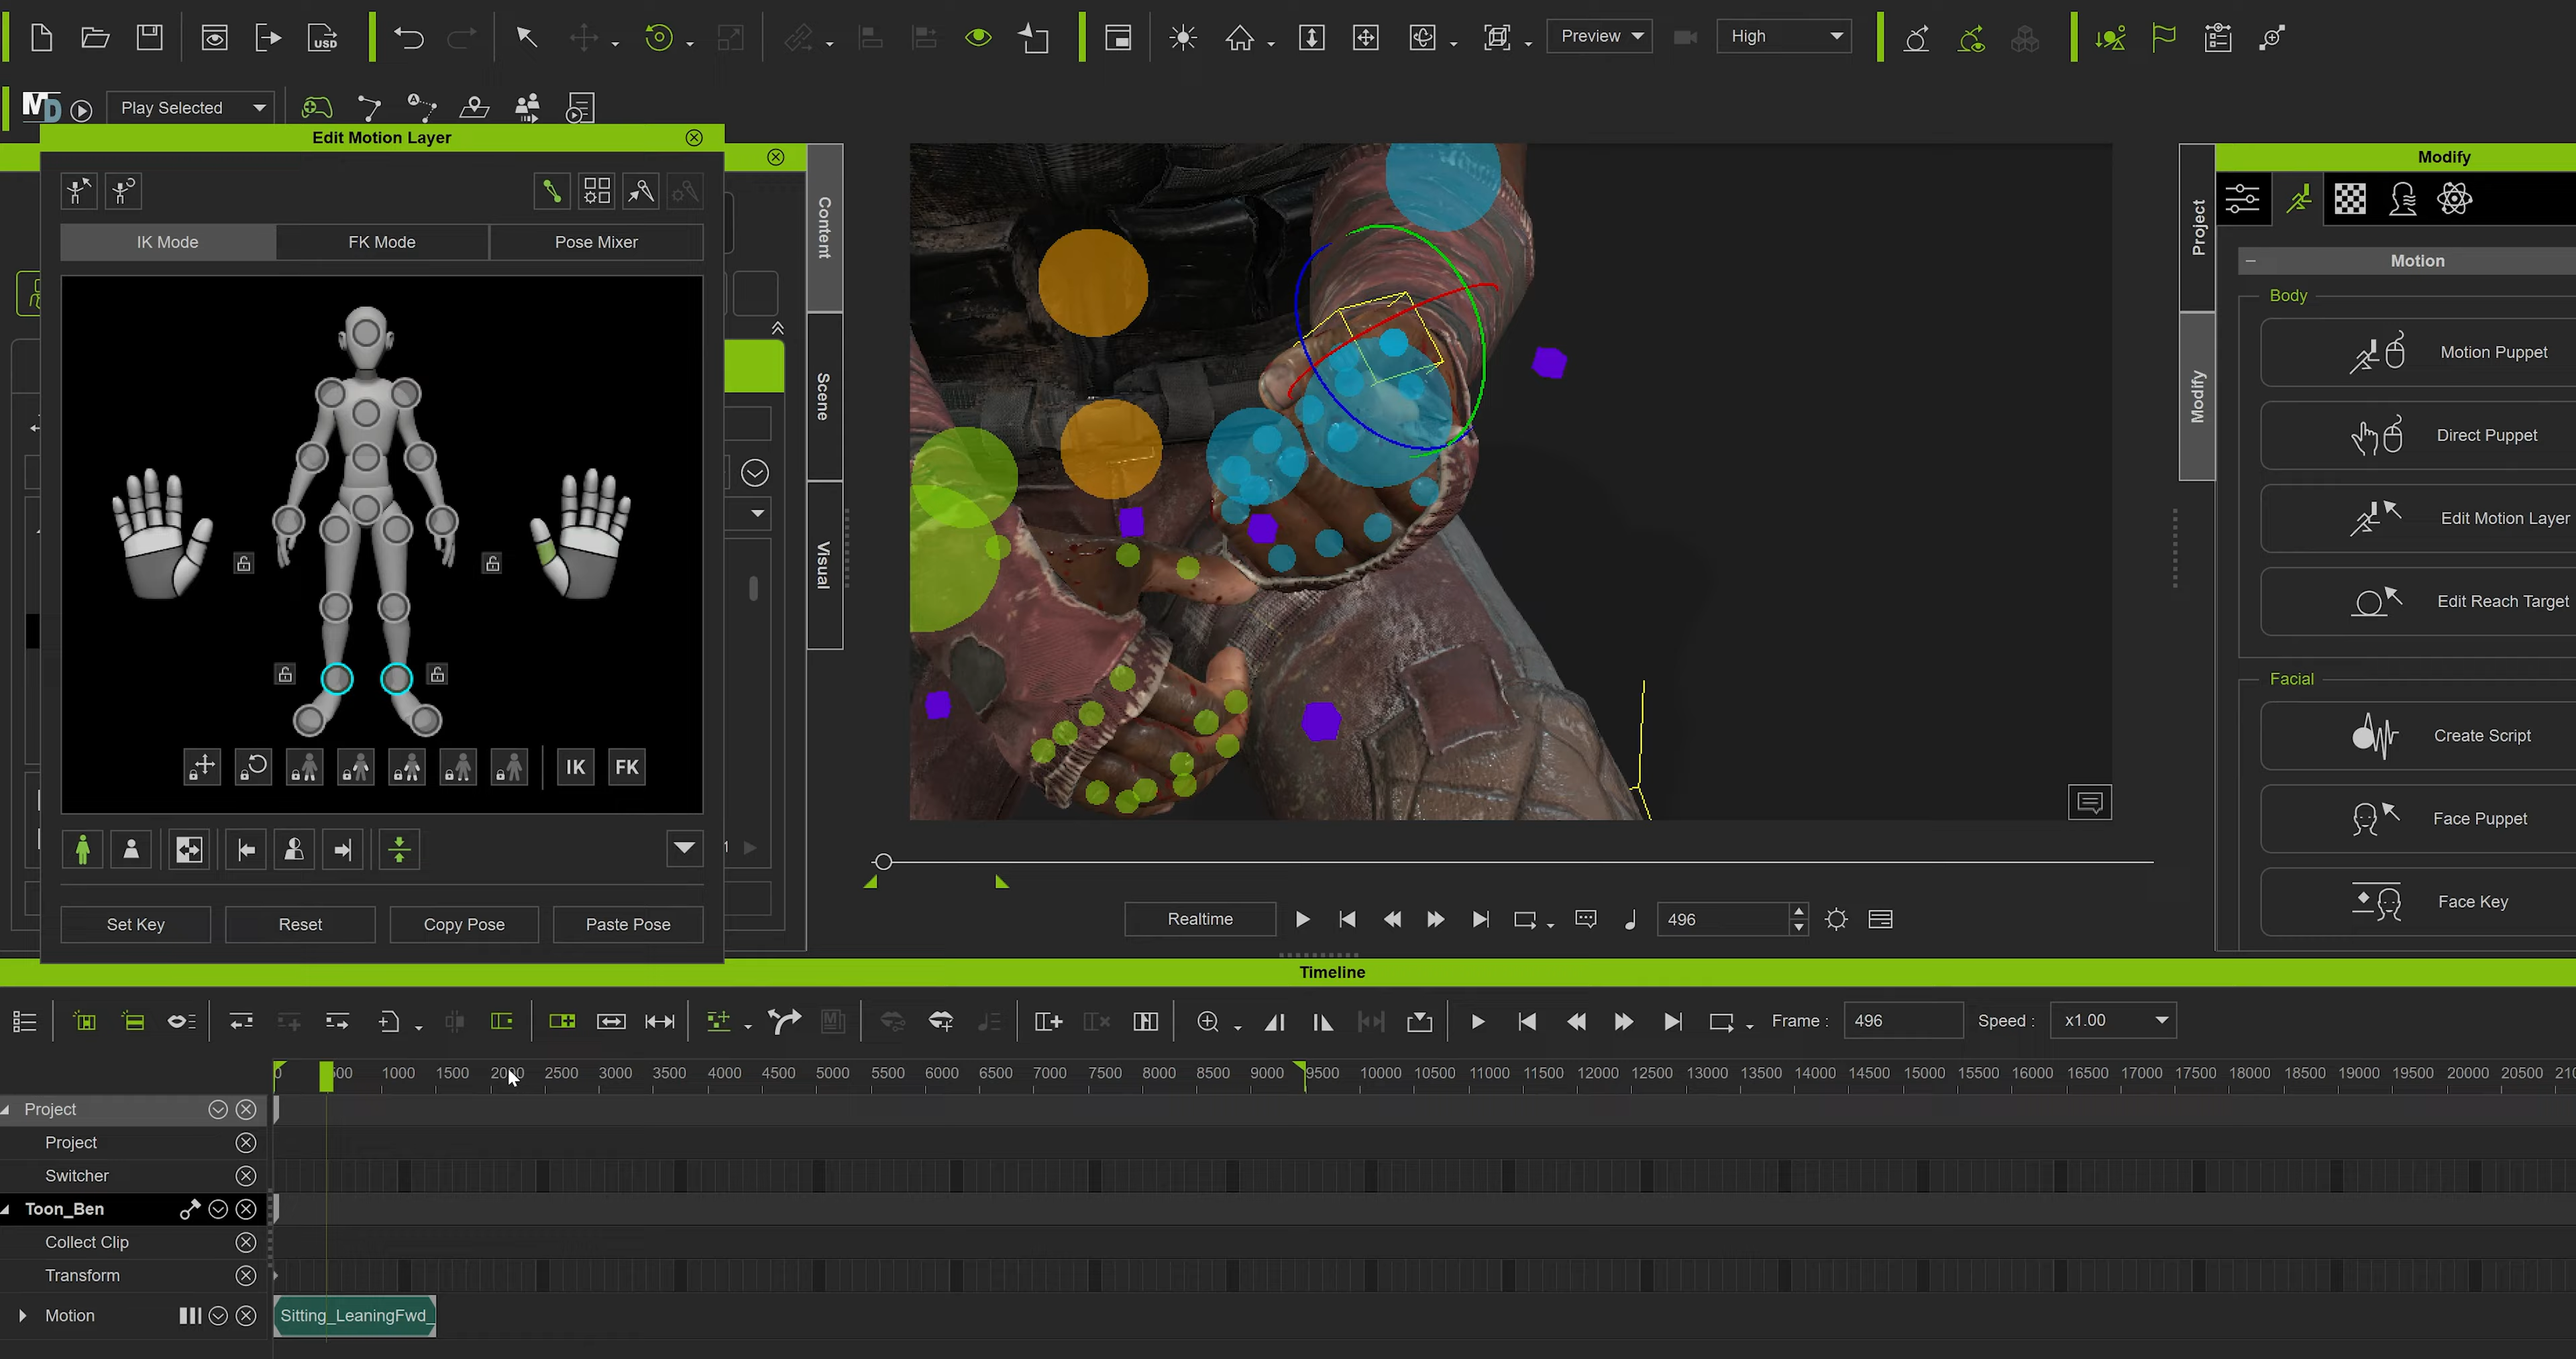 USD
Preview
High
MD
Play Selected
A
Edit Motion Layer
Modify
IK Mode
FK Mode
Pose Mixer
Content
Scene
Visual
Project
Modify
Motion
Body
Motion Puppet
Direct Puppet
Edit Motion Layer
Edit Reach Target
Facial
Create Script
Face Puppet
Face Key
IK
FK
Set Key
Reset
Copy Pose
Paste Pose
Realtime
496
Timeline
Frame :
496
Speed :
x1.00
0 500 1000 1500 2000 2500 3000 3500 4000 4500 5000 5500 6000 6500 7000 7500 8000 8500 9000 9500 10000 10500 11000 11500 12000 12500 13000 13500 14000 14500 15000 15500 16000 16500 17000 17500 18000 18500 19000 19500 20000 20500
Project
Project
Switcher
Toon_Ben
Collect Clip
Transform
Motion
Sitting_LeaningFwd_